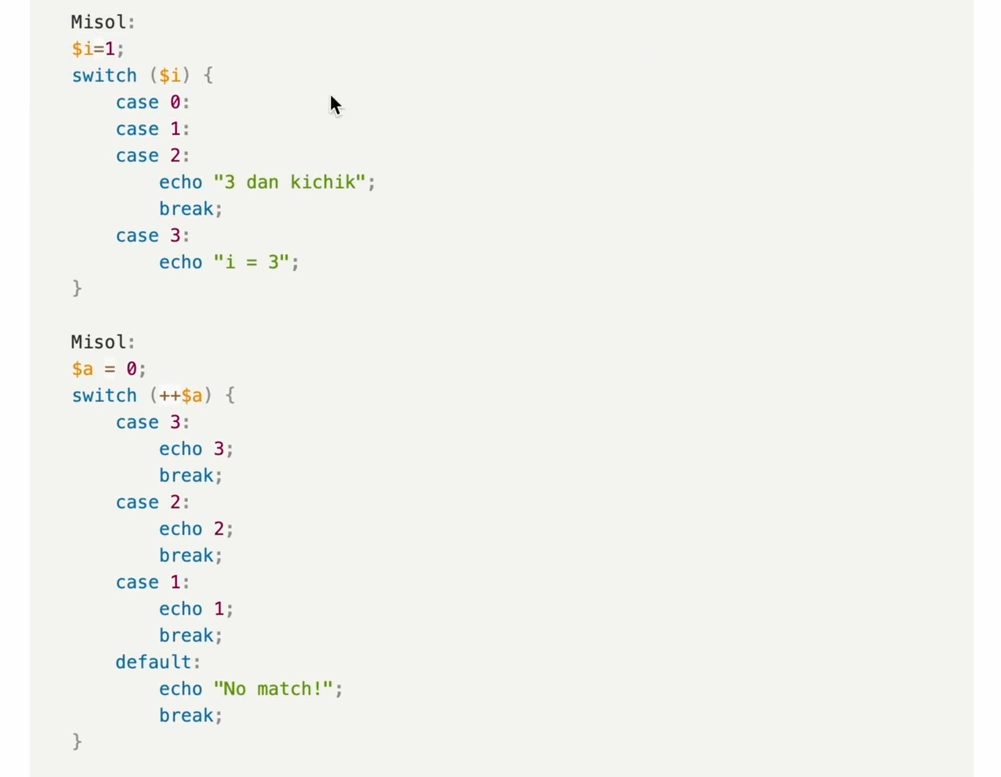 Misol:
$i=1;
switch ($i) {
    case 0:
    case 1:
    case 2:
        echo "3 dan kichik";
        break;
    case 3:
        echo "i = 3";
}

Misol:
$a = 0;
switch (++$a) {
    case 3:
        echo 3;
        break;
    case 2:
        echo 2;
        break;
    case 1:
        echo 1;
        break;
    default:
        echo "No match!";
        break;
}